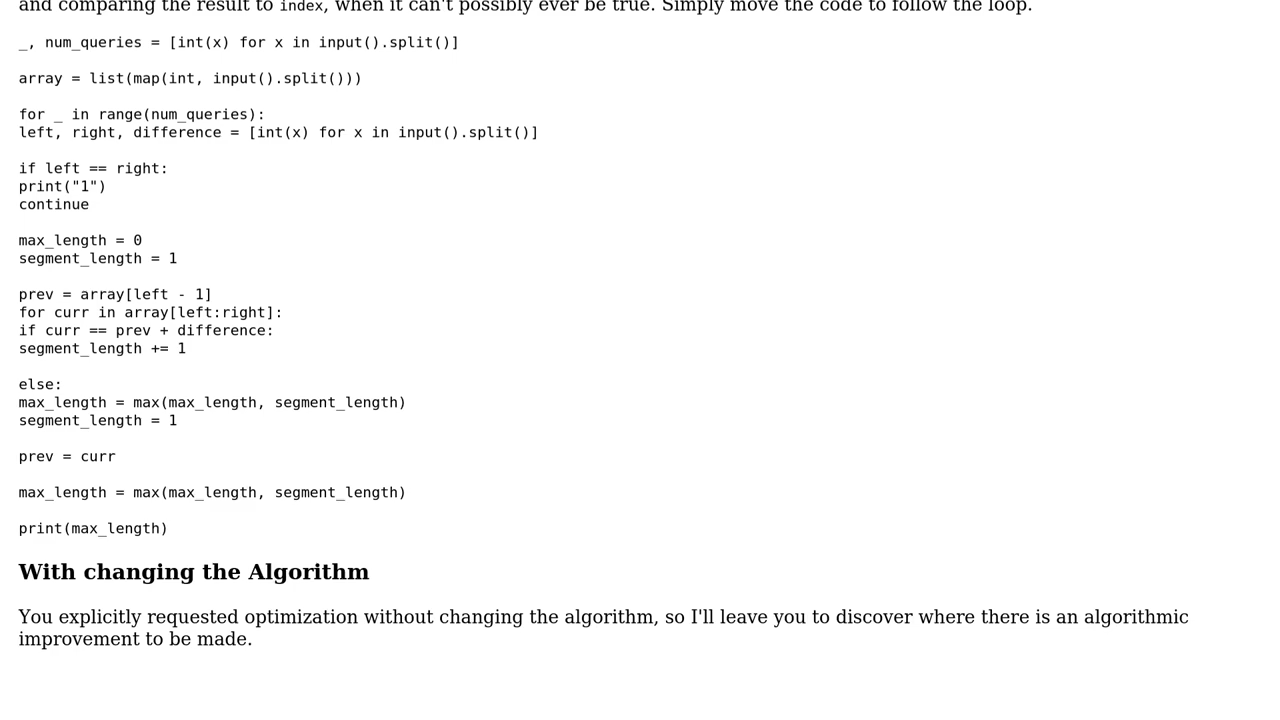 and comparing the result to index, when it can't possibly ever be true. Simply move the code to follow the loop.
_, num_queries = [int(x) for x in input().split()]
array = list(map(int, input().split()))
for _ in range(num_queries):
left, right, difference = [int(x) for x in input().split()]
if left == right:
print("1")
continue
max_length = 0
segment_length = 1
prev = array[left - 1]
for curr in array[left:right]:
if curr == prev + difference:
segment_length += 1
else:
max_length = max(max_length, segment_length)
segment_length = 1
prev = curr
max_length = max(max_length, segment_length)
print(max_length)
With changing the Algorithm
You explicitly requested optimization without changing the algorithm, so I'll leave you to discover where there is an algorithmic
improvement to be made.